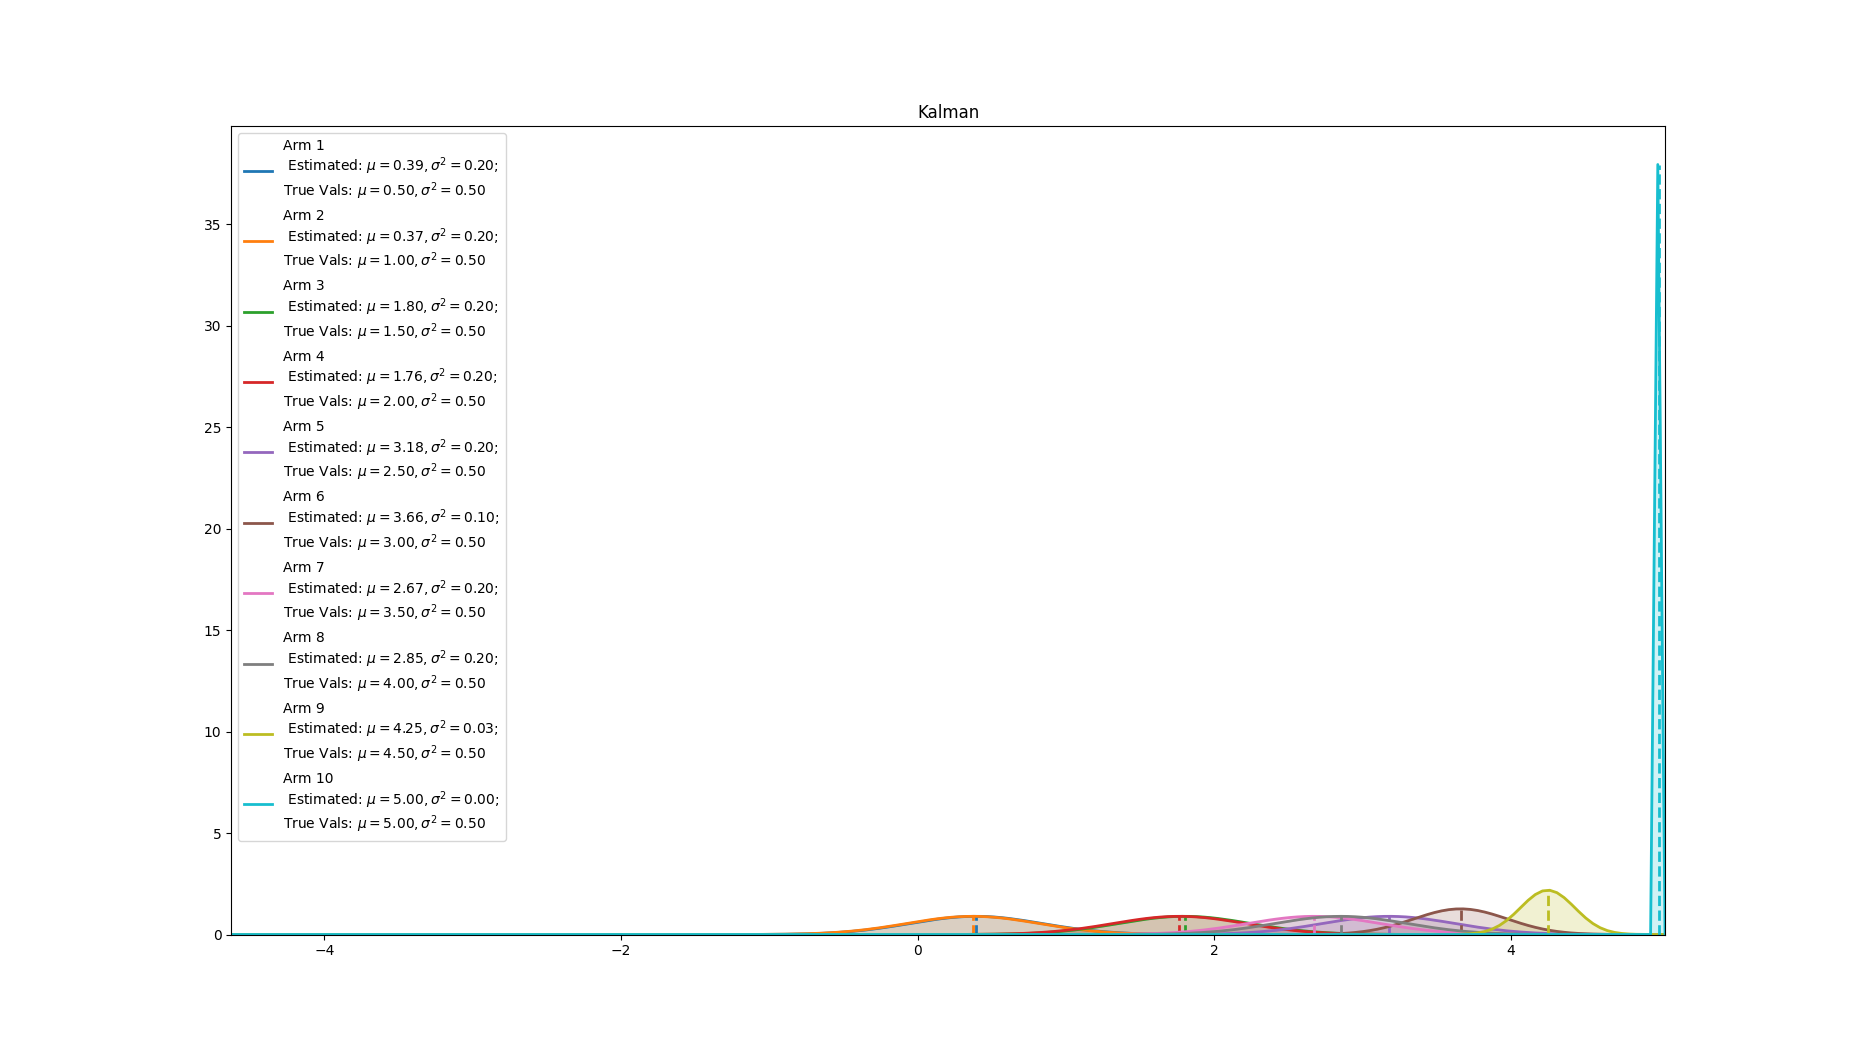 Kalman
Arm 1
Estimated: μ = 0.39, σ² = 0.20;
True Vals: μ = 0.50, σ² = 0.50
Arm 2
Estimated: μ = 0.37, σ² = 0.20;
True Vals: μ = 1.00, σ² = 0.50
Arm 3
Estimated: μ = 1.80, σ² = 0.20;
True Vals: μ = 1.50, σ² = 0.50
Arm 4
Estimated: μ = 1.76, σ² = 0.20;
True Vals: μ = 2.00, σ² = 0.50
Arm 5
Estimated: μ = 3.18, σ² = 0.20;
True Vals: μ = 2.50, σ² = 0.50
Arm 6
Estimated: μ = 3.66, σ² = 0.10;
True Vals: μ = 3.00, σ² = 0.50
Arm 7
Estimated: μ = 2.67, σ² = 0.20;
True Vals: μ = 3.50, σ² = 0.50
Arm 8
Estimated: μ = 2.85, σ² = 0.20;
True Vals: μ = 4.00, σ² = 0.50
Arm 9
Estimated: μ = 4.25, σ² = 0.03;
True Vals: μ = 4.50, σ² = 0.50
Arm 10
Estimated: μ = 5.00, σ² = 0.00;
True Vals: μ = 5.00, σ² = 0.50
35
30
25
20
15
10
5
0
−4 −2 0 2 4